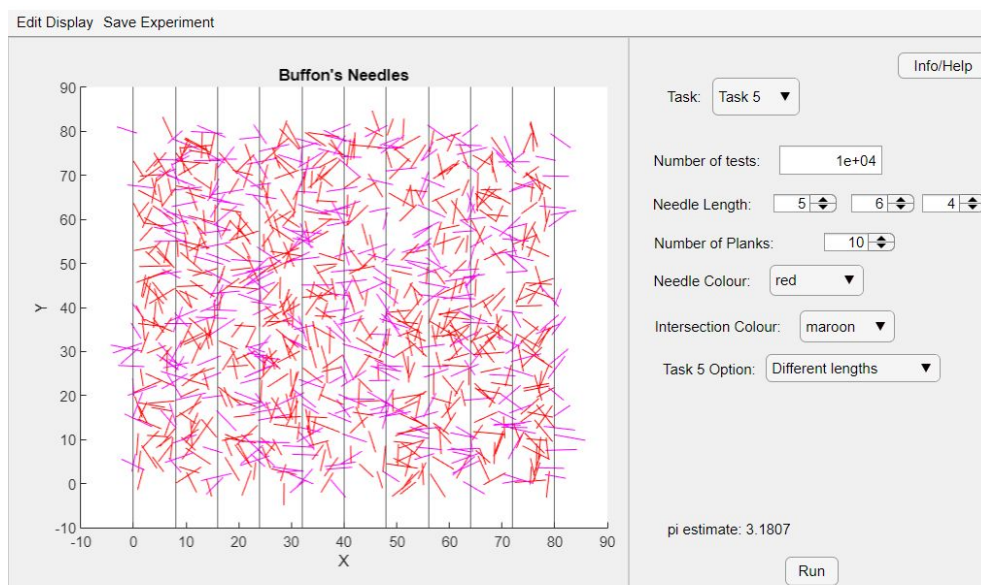 Edit Display Save Experiment
Buffon's Needles
90
80
70
60
50
40
30
20
10
0
-10
Y
-10 0 10 20 30 40 50 60 70 80 90
X
Info/Help
Task: Task 5
Number of tests: 1e+04
Needle Length: 5 6 4
Number of Planks: 10
Needle Colour: red
Intersection Colour: maroon
Task 5 Option: Different lengths
pi estimate: 3.1807
Run